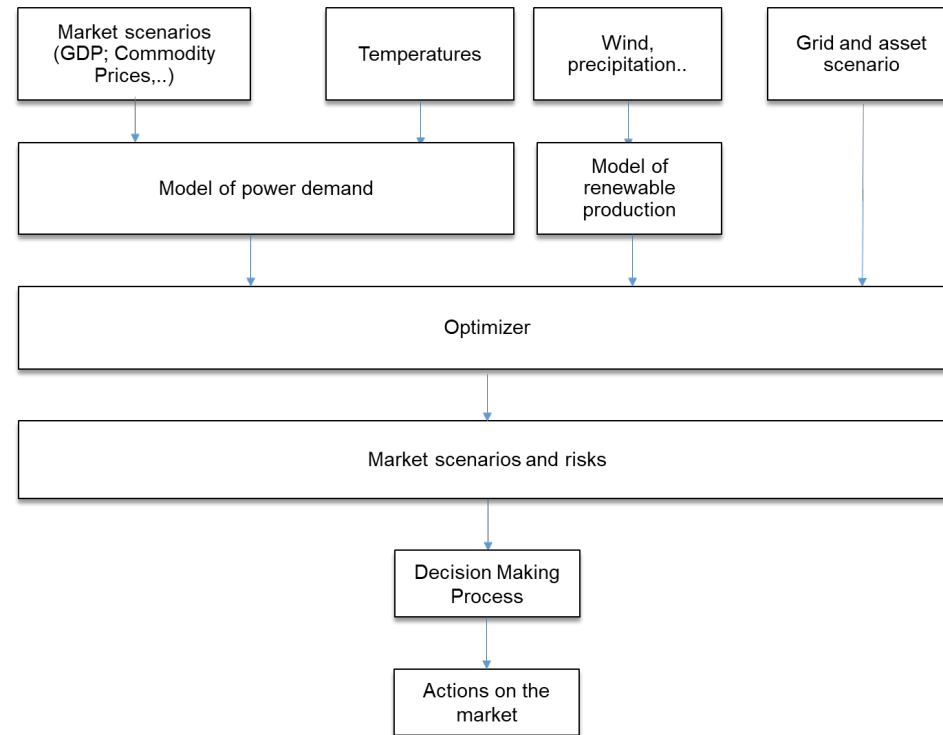 Market scenarios
(GDP; Commodity
Prices,..)
Temperatures
Wind,
precipitation..
Grid and asset
scenario
Model of power demand
Model of
renewable
production
Optimizer
Market scenarios and risks
Decision Making
Process
Actions on the
market